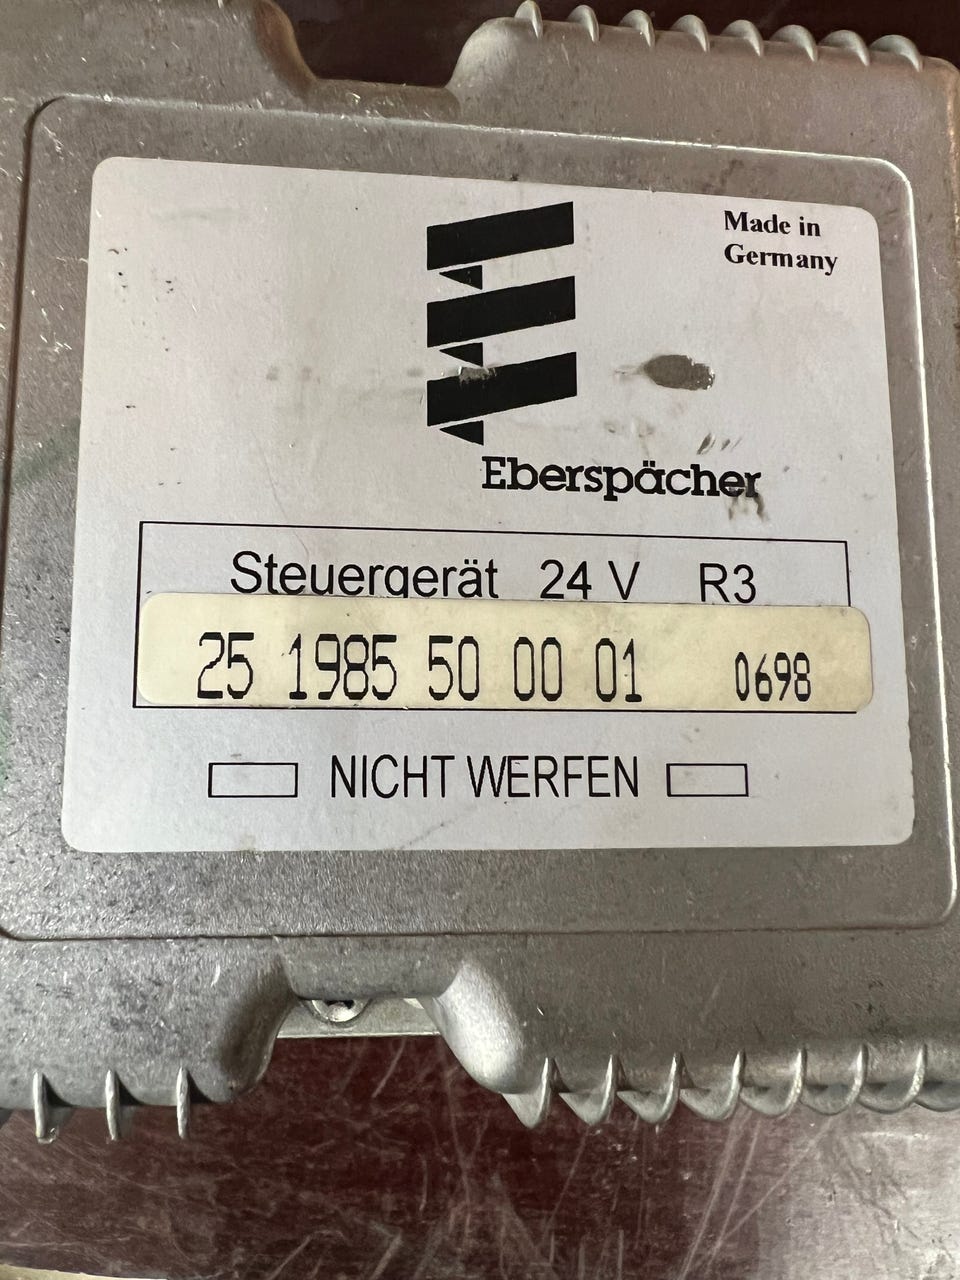 Made in
Germany
Eberspächer
Steuergerät 24 V R3
25 1985 50 00 01 0698
NICHT WERFEN